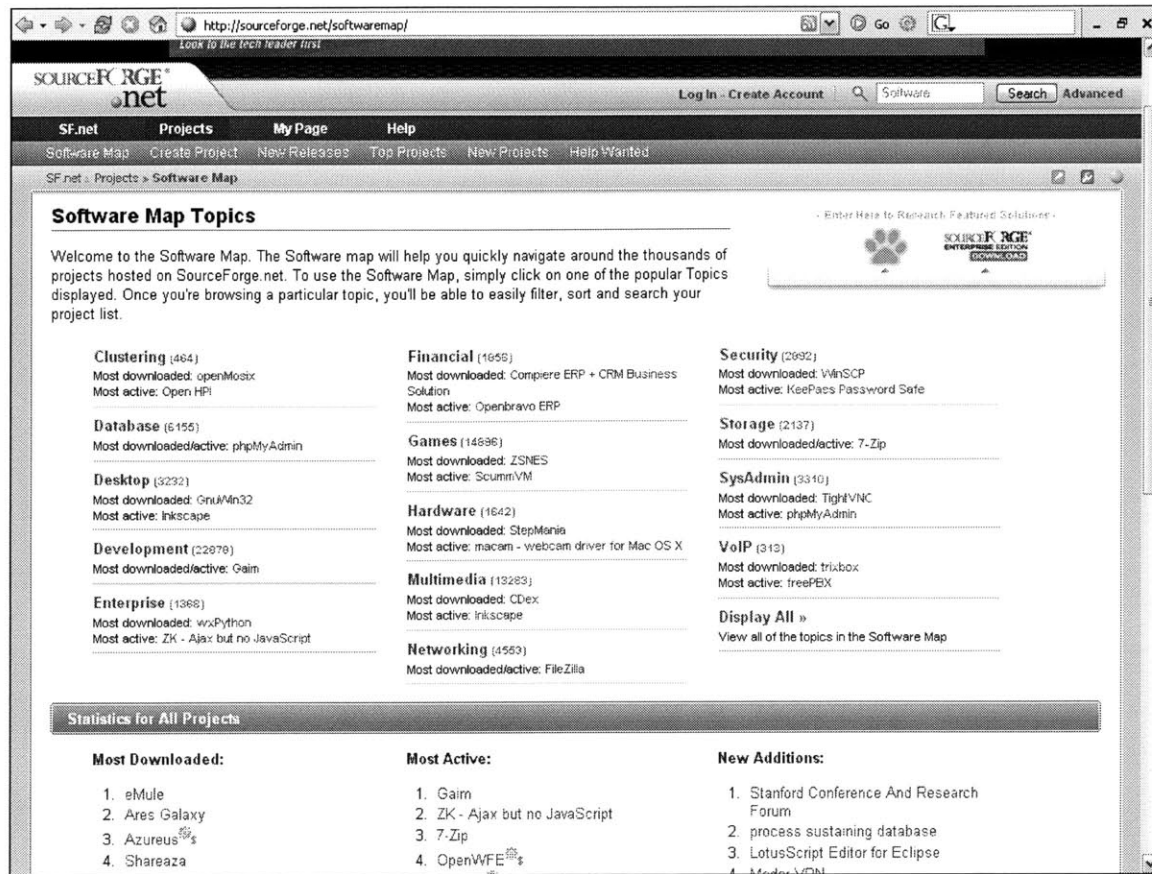 http://sourceforge.net/softwaremap/
Go
Look to the tech leader first
SOURCEFORGE
.net
Log In - Create Account
Software
Search
Advanced
SF.net Projects My Page Help
Software Map Create Project New Releases Top Projects New Projects Help Wanted
SF.net » Projects » Software Map
Software Map Topics
- Enter Here to Research Featured Solutions -
SOURCEFORGE
ENTERPRISE EDITION
DOWNLOAD
Welcome to the Software Map. The Software map will help you quickly navigate around the thousands of
projects hosted on SourceForge.net. To use the Software Map, simply click on one of the popular Topics
displayed. Once you're browsing a particular topic, you'll be able to easily filter, sort and search your
project list.
Clustering (464)
Most downloaded: openMosix
Most active: Open HPI
Database (6155)
Most downloaded/active: phpMyAdmin
Desktop (3232)
Most downloaded: GnuWin32
Most active: Inkscape
Development
Most downloaded/active: Gaim
Enterprise (1368)
Most downloaded: wxPython
Most active: ZK - Ajax but no JavaScript
Financial
Most downloaded: Compiere ERP + CRM Business
Solution
Most active: Openbravo ERP
Games
Most downloaded: ZSNES
Most active: ScummVM
Hardware (1642)
Most downloaded: StepMania
Most active: macam - webcam driver for Mac OS X
Multimedia
Most downloaded: CDex
Most active: Inkscape
Networking (4553)
Most downloaded/active: FileZilla
Security
Most downloaded: WinSCP
Most active: KeePass Password Safe
Storage (2137)
Most downloaded/active: 7-Zip
SysAdmin
Most downloaded: TightVNC
Most active: phpMyAdmin
VoIP (313)
Most downloaded: trixbox
Most active: freePBX
Display All »
View all of the topics in the Software Map
Statistics for All Projects
Most Downloaded:
1. eMule
2. Ares Galaxy
3. Azureus
4. Shareaza
Most Active:
1. Gaim
2. ZK - Ajax but no JavaScript
3. 7-Zip
4. OpenWFE
New Additions:
1. Stanford Conference And Research
Forum
2. process sustaining database
3. LotusScript Editor for Eclipse